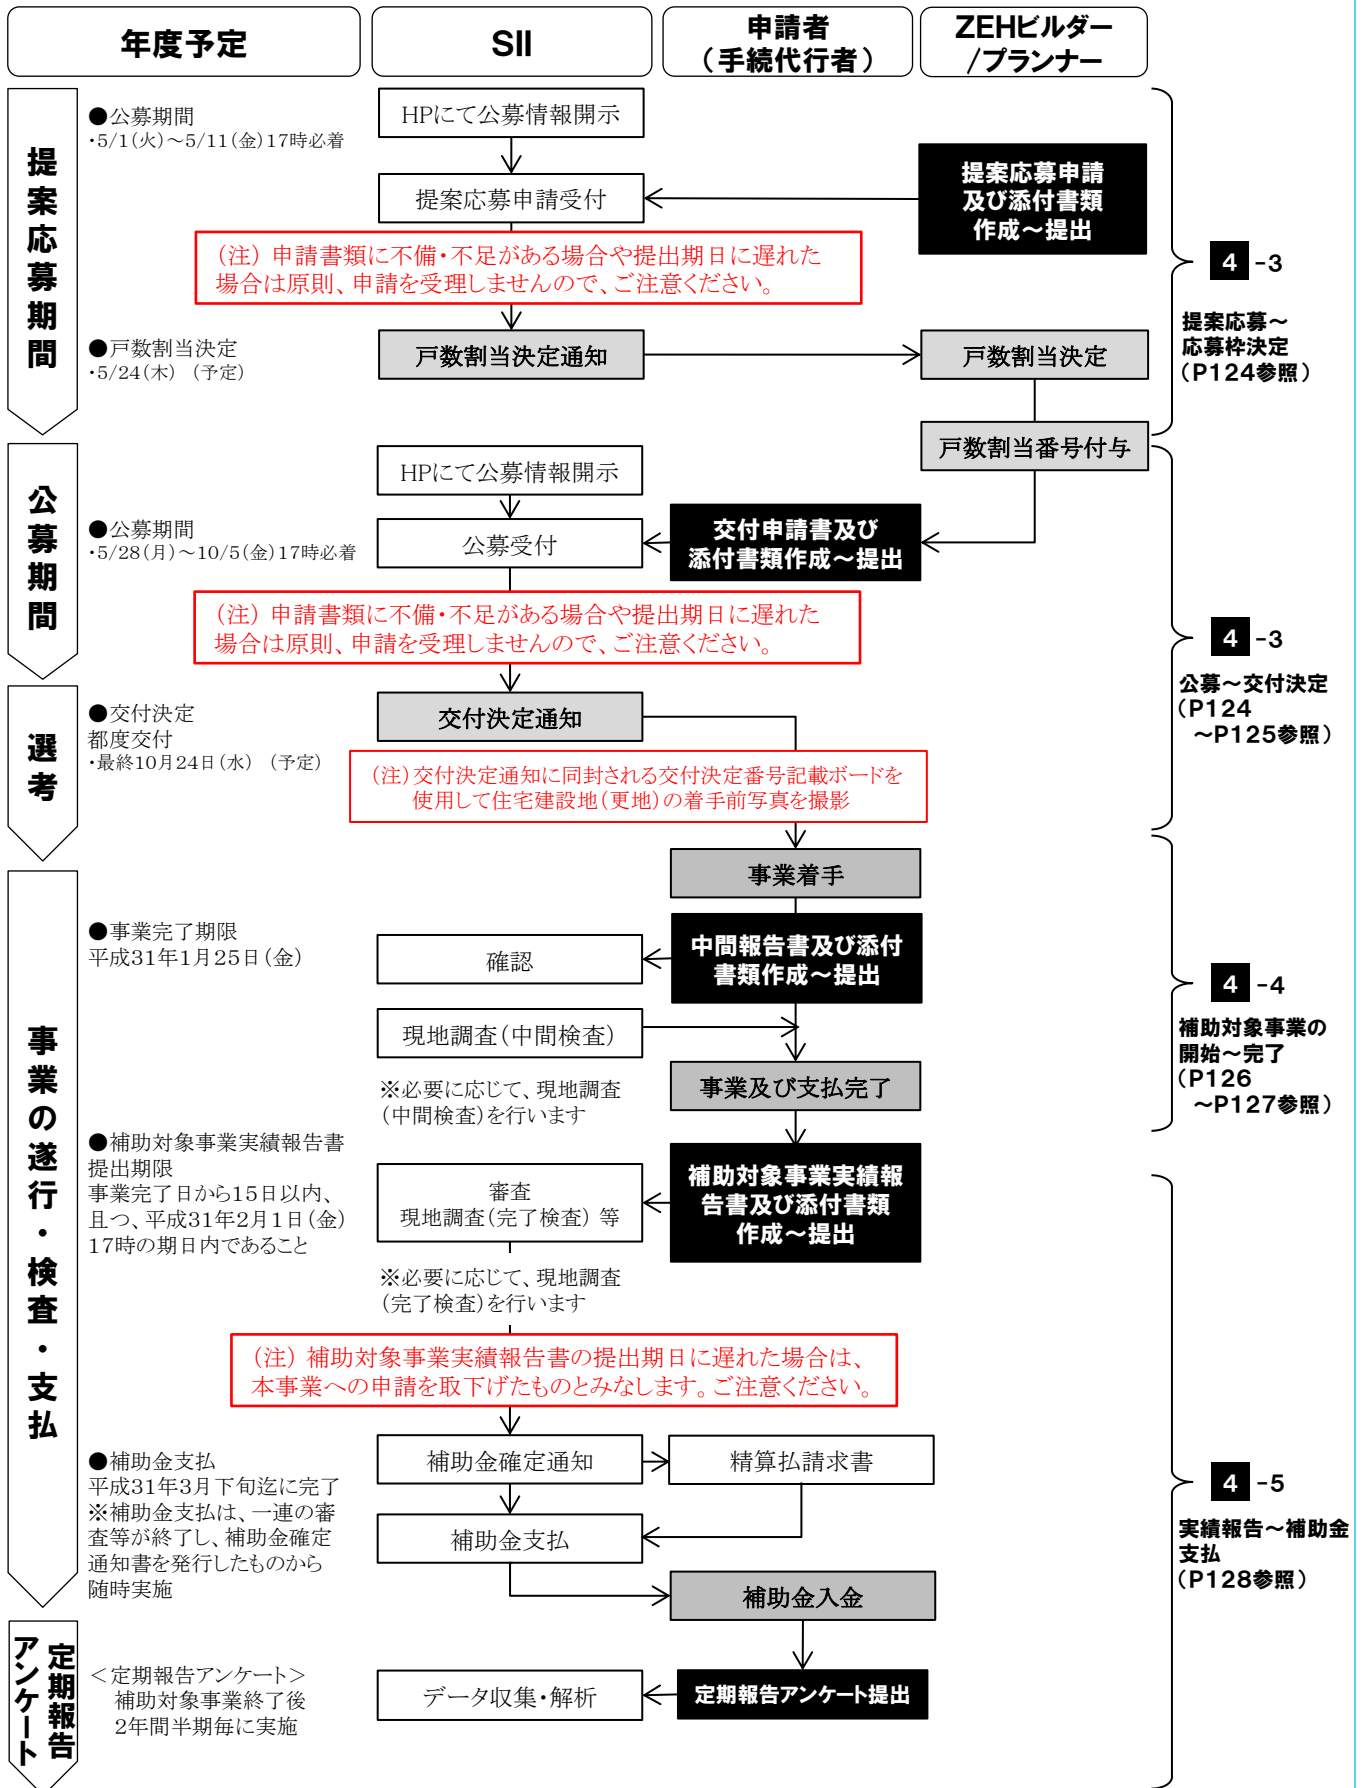 年度予定
SII
申請者
（手続代行者）
ZEHビルダー
/プランナー
提案応募期間
●公募期間
・5/1(火)～5/11(金)17時必着
HPにて公募情報開示
提案応募申請受付
提案応募申請
及び添付書類
作成～提出
(注) 申請書類に不備・不足がある場合や提出期日に遅れた
場合は原則、申請を受理しませんので、ご注意ください。
●戸数割当決定
・5/24(木) (予定)
戸数割当決定通知
戸数割当決定
戸数割当番号付与
4 -3
提案応募～
応募枠決定
(P124参照)
公募期間
HPにて公募情報開示
●公募期間
・5/28(月)～10/5(金)17時必着
公募受付
交付申請書及び
添付書類作成～提出
(注) 申請書類に不備・不足がある場合や提出期日に遅れた
場合は原則、申請を受理しませんので、ご注意ください。
4 -3
公募～交付決定
(P124
～P125参照)
選考
●交付決定
都度交付
・最終10月24日(水) (予定)
交付決定通知
(注)交付決定通知に同封される交付決定番号記載ボードを
使用して住宅建設地(更地)の着手前写真を撮影
事業の遂行・検査・支払
事業着手
●事業完了期限
平成31年1月25日(金)
確認
中間報告書及び添付
書類作成～提出
現地調査(中間検査)
※必要に応じて、現地調査
(中間検査)を行います
事業及び支払完了
4 -4
補助対象事業の
開始～完了
(P126
～P127参照)
●補助対象事業実績報告書
提出期限
事業完了日から15日以内、
且つ、平成31年2月1日(金)
17時の期日内であること
審査
現地調査(完了検査) 等
補助対象事業実績報
告書及び添付書類
作成～提出
※必要に応じて、現地調査
(完了検査)を行います
(注) 補助対象事業実績報告書の提出期日に遅れた場合は、
本事業への申請を取下げたものとみなします。ご注意ください。
●補助金支払
平成31年3月下旬迄に完了
※補助金支払は、一連の審
査等が終了し、補助金確定
通知書を発行したものから
随時実施
補助金確定通知
精算払請求書
補助金支払
補助金入金
4 -5
実績報告～補助金
支払
(P128参照)
定期報告
アンケート
＜定期報告アンケート＞
補助対象事業終了後
2年間半期毎に実施
データ収集・解析
定期報告アンケート提出